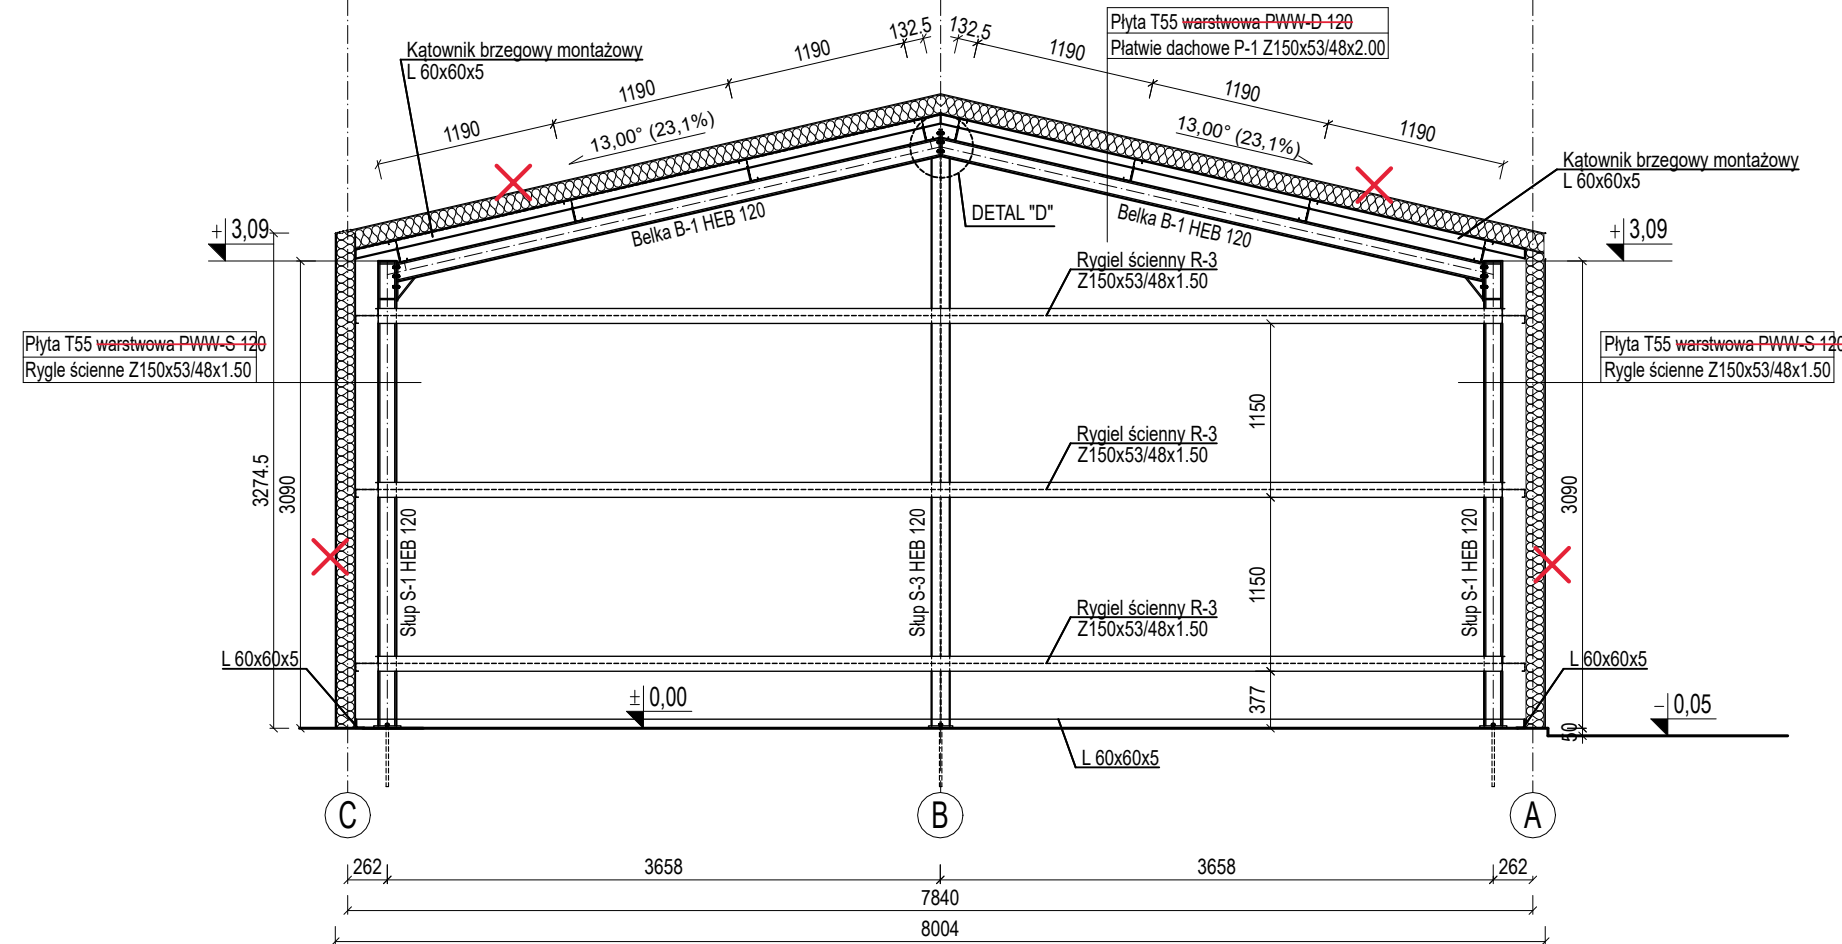 132,5
132,5
1190
1190
1190
1190
1190
1190
Płyta T55 warstwowa PWW-D 120
Płatwie dachowe P-1 Z150x53/48x2.00
Kątownik brzegowy montażowy
L 60x60x5
13,00° (23,1%)
13,00° (23,1%)
Kątownik brzegowy montażowy
L 60x60x5
DETAL "D"
Belka B-1 HEB 120
Belka B-1 HEB 120
+ 3,09
+ 3,09
Rygiel ścienny R-3
Z150x53/48x1.50
Płyta T55 warstwowa PWW-S 120
Rygle ścienne Z150x53/48x1.50
Płyta T55 warstwowa PWW-S 120
Rygle ścienne Z150x53/48x1.50
1150
Rygiel ścienny R-3
Z150x53/48x1.50
3274.5
3090
3090
Słup S-1 HEB 120
Słup S-3 HEB 120
Słup S-1 HEB 120
1150
Rygiel ścienny R-3
Z150x53/48x1.50
L 60x60x5
L 60x60x5
377
± 0,00
− 0,05
50
L 60x60x5
C
B
A
262
3658
3658
262
7840
8004